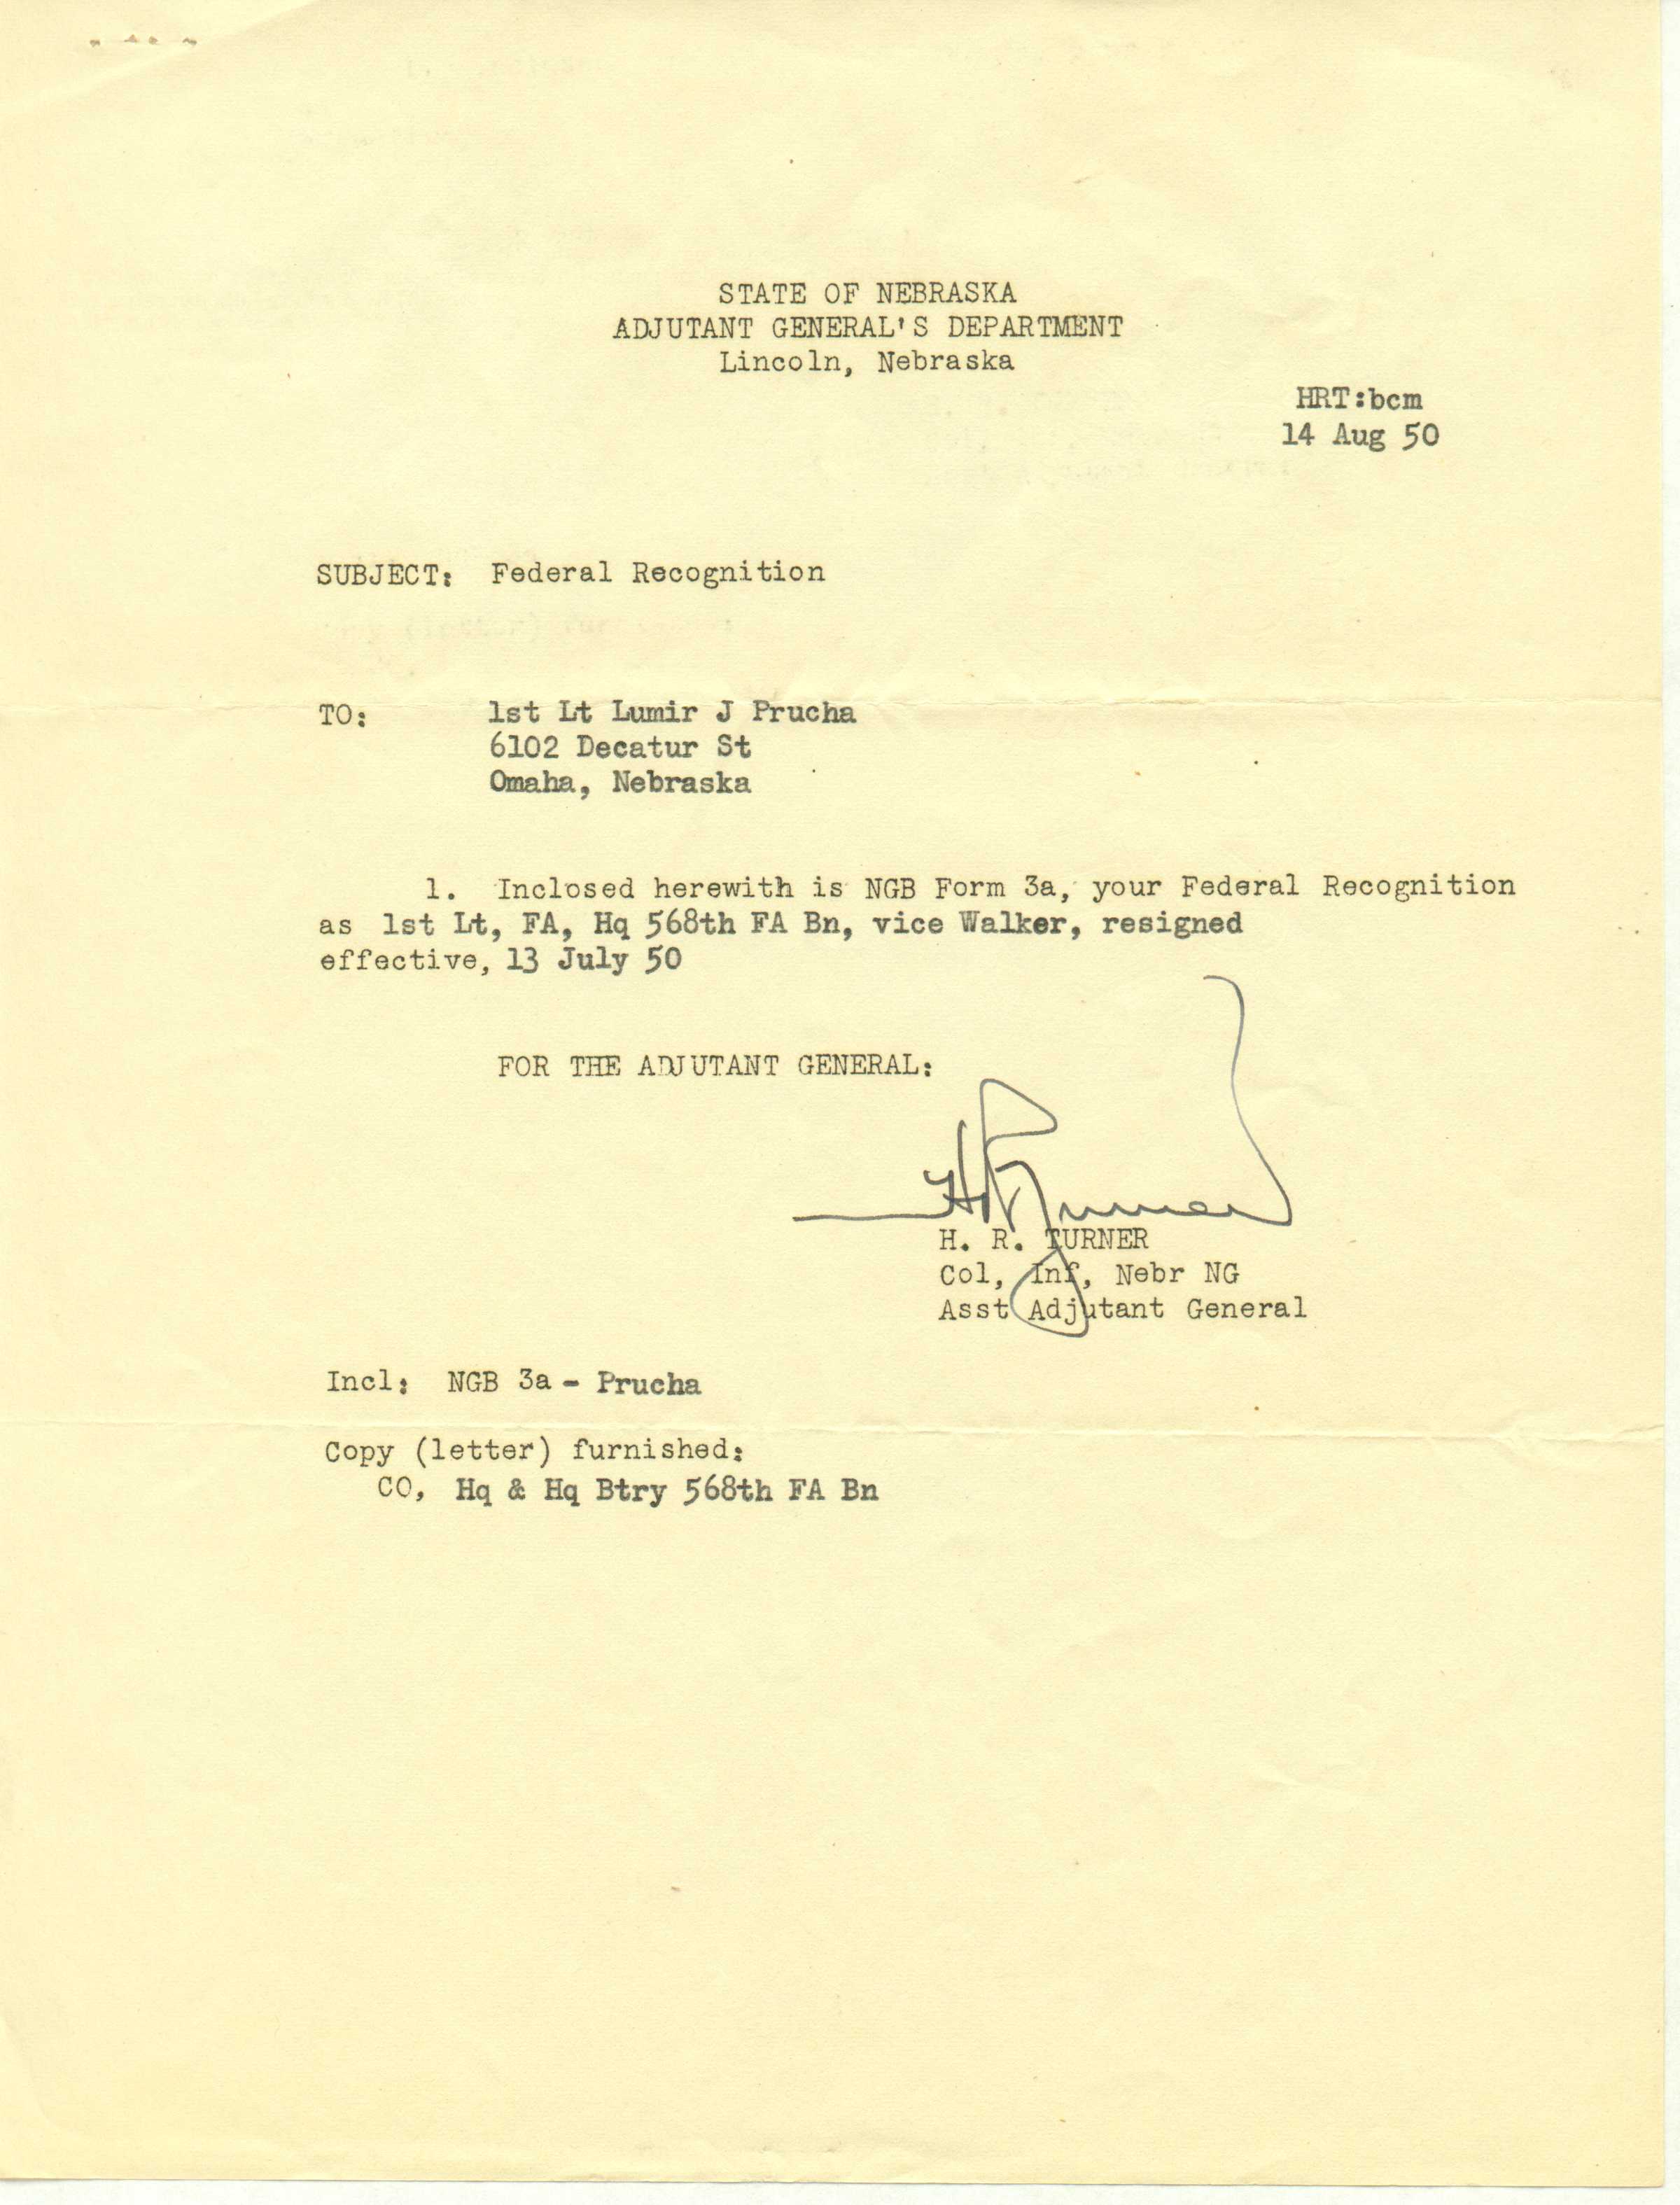 STATE OF NEBRASKA
ADJUTANT GENERAL'S DEPARTMENT
Lincoln, Nebraska
HRT:bcm
14 Aug 50
SUBJECT: Federal Recognition
TO: 1st Lt Lumir J Prucha
6102 Decatur St
Omaha, Nebraska
1. Inclosed herewith is NGB Form 3a, your Federal Recognition
as 1st Lt, FA, Hq 568th FA Bn, vice Walker, resigned
effective, 13 July 50
FOR THE ADJUTANT GENERAL:
H R Turner
H. R. TURNER
Col, Inf, Nebr NG
Asst Adjutant General
Incl: NGB 3a - Prucha
Copy (letter) furnished:
CO, Hq & Hq Btry 568th FA Bn